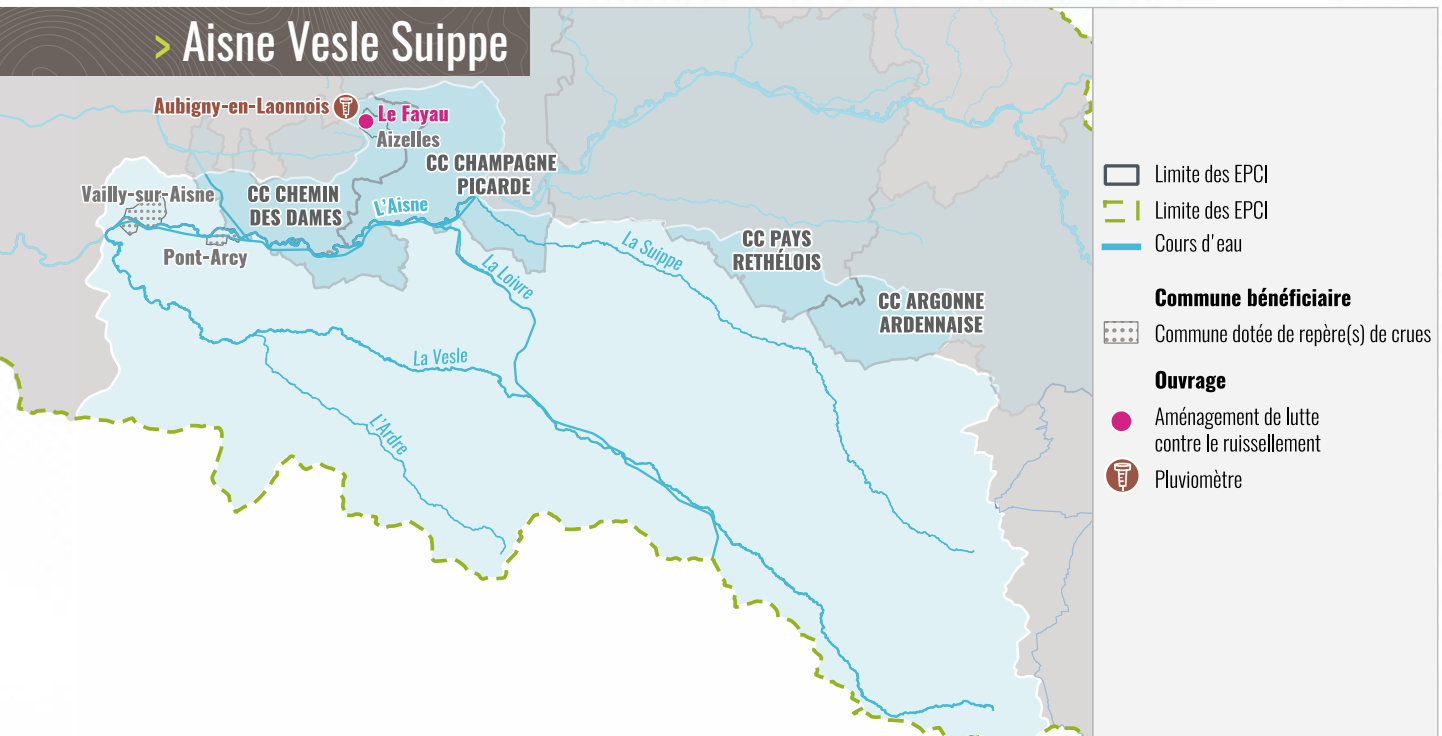 > Aisne Vesle Suippe
Aubigny-en-Laonnois
Le Fayau
Aizelles
CC CHAMPAGNE
PICARDE
Vailly-sur-Aisne
CC CHEMIN
DES DAMES
L'Aisne
Pont-Arcy
La Suippe
CC PAYS
RETHÉLOIS
La Loivre
CC ARGONNE
ARDENNAISE
La Vesle
L'Ardre
Limite des EPCI
Limite des EPCI
Cours d'eau
Commune bénéficiaire
Commune dotée de repère(s) de crues
Ouvrage
Aménagement de lutte
contre le ruissellement
Pluviomètre